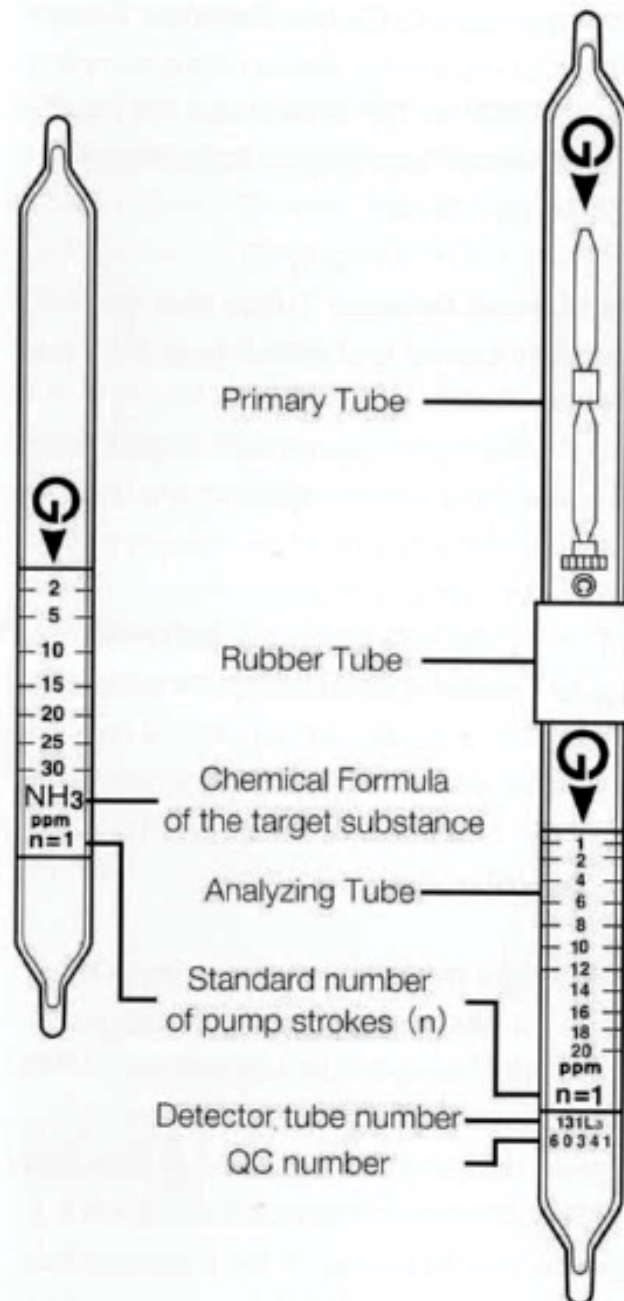 G
2
5
10
15
20
25
30
NH3
ppm
n=1
Primary Tube
Rubber Tube
Chemical Formula
of the target substance
Analyzing Tube
Standard number
of pump strokes (n)
Detector tube number
QC number
G
G
1
2
4
6
8
10
12
14
16
18
20
ppm
n=1
131La
60341